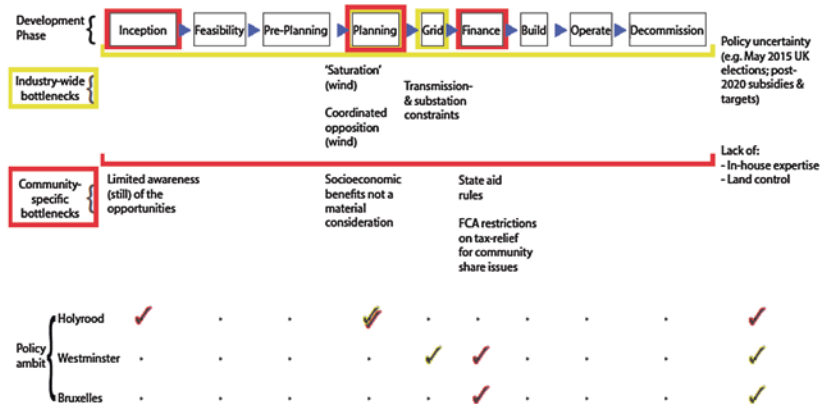 Development
Phase
Inception
Feasibility
Pre-Planning
Planning
Grid
Finance
Build
Operate
Decommission
Policy uncertainty
(e.g. May 2015 UK
elections; post-
2020 subsidies &
targets)
Industry-wide
bottlenecks
'Saturation'
(wind)
Coordinated
opposition
(wind)
Transmission-
& substation
constraints
Lack of:
- In-house expertise
- Land control
Community-
specific
bottlenecks
Limited awareness
(still) of the
opportunities
Socioeconomic
benefits not a
material
consideration
State aid
rules
FCA restrictions
on tax-relief
for community
share issues
Policy
ambit
Holyrood
Westminster
Bruxelles